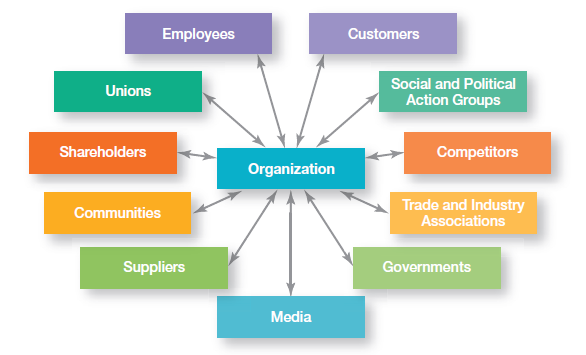 Employees
Customers
Unions
Social and Political
Action Groups
Shareholders
Organization
Competitors
Communities
Trade and Industry
Associations
Suppliers
Governments
Media